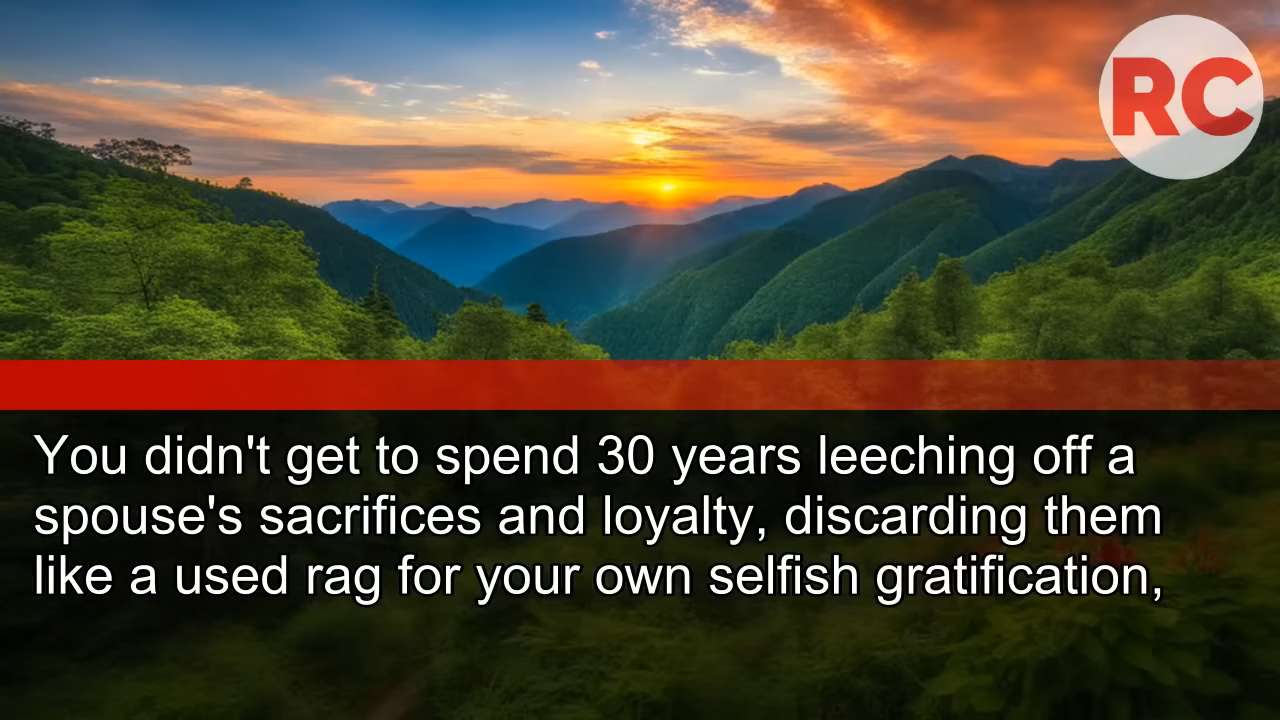 RC
You didn't get to spend 30 years leeching off a
spouse's sacrifices and loyalty, discarding them
like a used rag for your own selfish gratification,